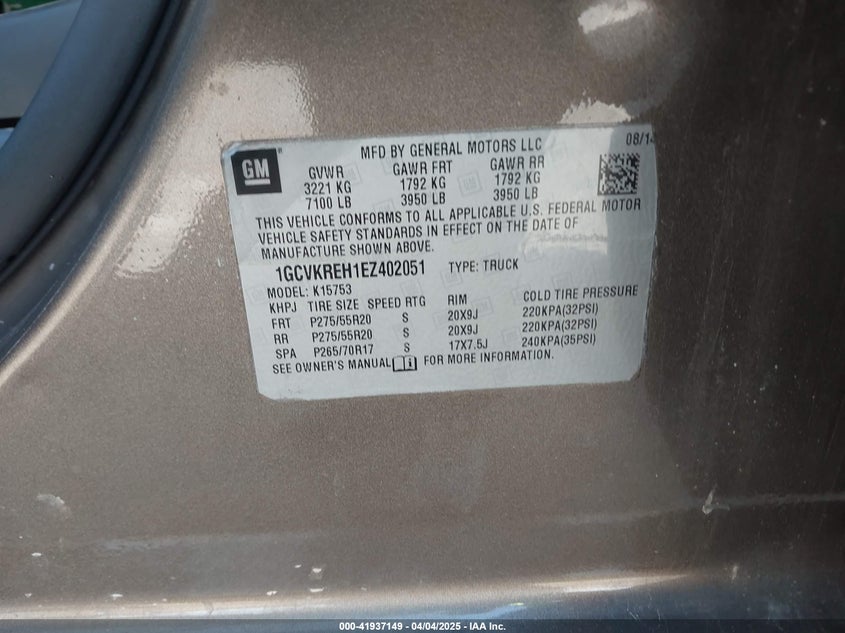 MFD BY GENERAL MOTORS LLC 08/14
GM
GVWR GAWR FRT GAWR RR
3221 KG 1792 KG 1792 KG
7100 LB 3950 LB 3950 LB
THIS VEHICLE CONFORMS TO ALL APPLICABLE U.S. FEDERAL MOTOR
VEHICLE SAFETY STANDARDS IN EFFECT ON THE DATE OF
MANUFACTURE SHOWN ABOVE.
1GCVKREH1EZ402051 TYPE: TRUCK
MODEL: K15753
KHPJ TIRE SIZE SPEED RTG RIM COLD TIRE PRESSURE
FRT P275/55R20 S 20X9J 220KPA(32PSI)
RR P275/55R20 S 20X9J 220KPA(32PSI)
SPA P265/70R17 S 17X7.5J 240KPA(35PSI)
SEE OWNER'S MANUAL FOR MORE INFORMATION.
000-41937149 - 04/04/2025 - IAA Inc.